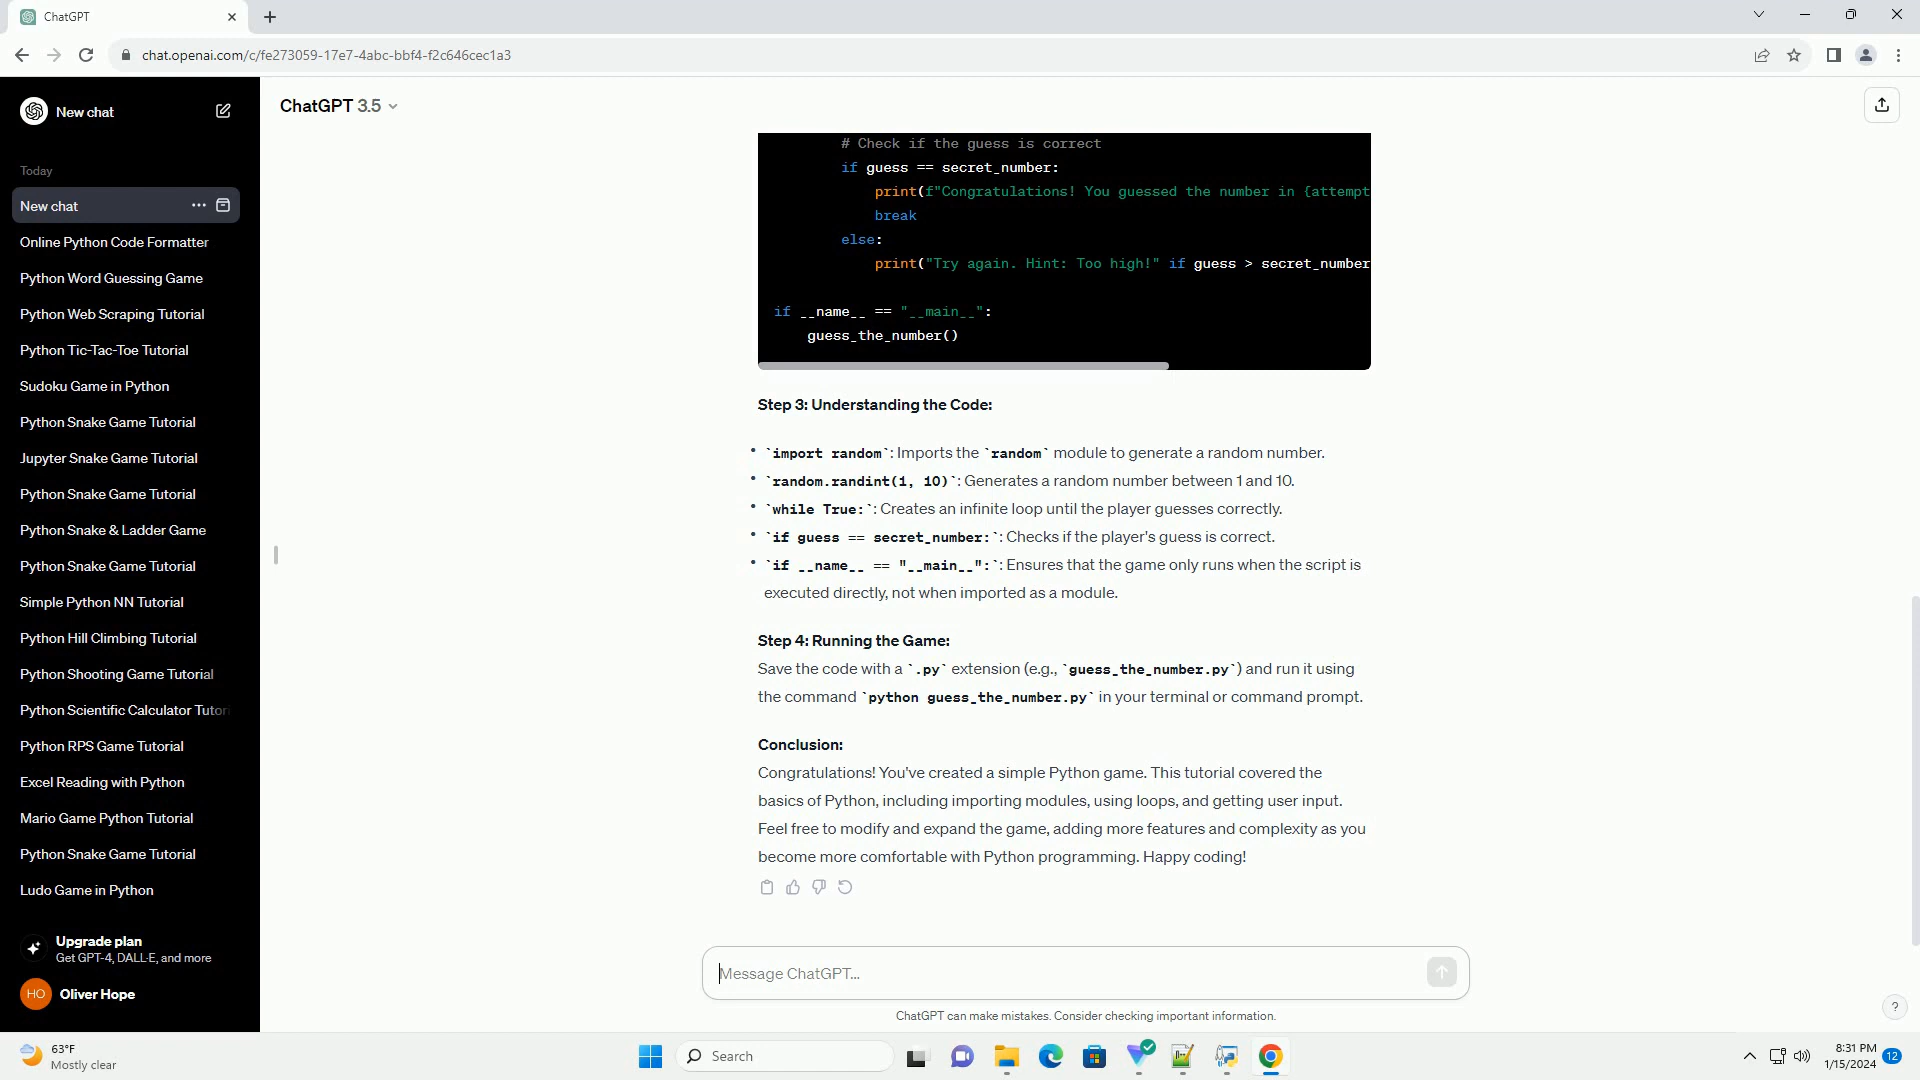 ChatGPT
chat.openai.com/c/fe273059-17e7-4abc-bbf4-f2c646cec1a3
New chat
Today
New chat
Online Python Code Formatter
Python Word Guessing Game
Python Web Scraping Tutorial
Python Tic-Tac-Toe Tutorial
Sudoku Game in Python
Python Snake Game Tutorial
Jupyter Snake Game Tutorial
Python Snake Game Tutorial
Python Snake & Ladder Game
Python Snake Game Tutorial
Simple Python NN Tutorial
Python Hill Climbing Tutorial
Python Shooting Game Tutorial
Python Scientific Calculator Tutori
Python RPS Game Tutorial
Excel Reading with Python
Mario Game Python Tutorial
Python Snake Game Tutorial
Ludo Game in Python
Upgrade plan
Get GPT-4, DALL·E, and more
HO
Oliver Hope
ChatGPT 3.5
# Check if the guess is correct
if guess == secret_number:
print(f"Congratulations! You guessed the number in {attempt
break
else:
print("Try again. Hint: Too high!" if guess > secret_number
if __name__ == "__main__":
guess_the_number()
Step 3: Understanding the Code:
• `import random`: Imports the `random` module to generate a random number.
• `random.randint(1, 10)`: Generates a random number between 1 and 10.
• `while True:`: Creates an infinite loop until the player guesses correctly.
• `if guess == secret_number:`: Checks if the player's guess is correct.
• `if __name__ == "__main__":`: Ensures that the game only runs when the script is
executed directly, not when imported as a module.
Step 4: Running the Game:
Save the code with a `.py` extension (e.g., `guess_the_number.py`) and run it using
the command `python guess_the_number.py` in your terminal or command prompt.
Conclusion:
Congratulations! You've created a simple Python game. This tutorial covered the
basics of Python, including importing modules, using loops, and getting user input.
Feel free to modify and expand the game, adding more features and complexity as you
become more comfortable with Python programming. Happy coding!
Message ChatGPT...
ChatGPT can make mistakes. Consider checking important information.
?
63°F
Mostly clear
Search
8:31 PM
1/15/2024
12